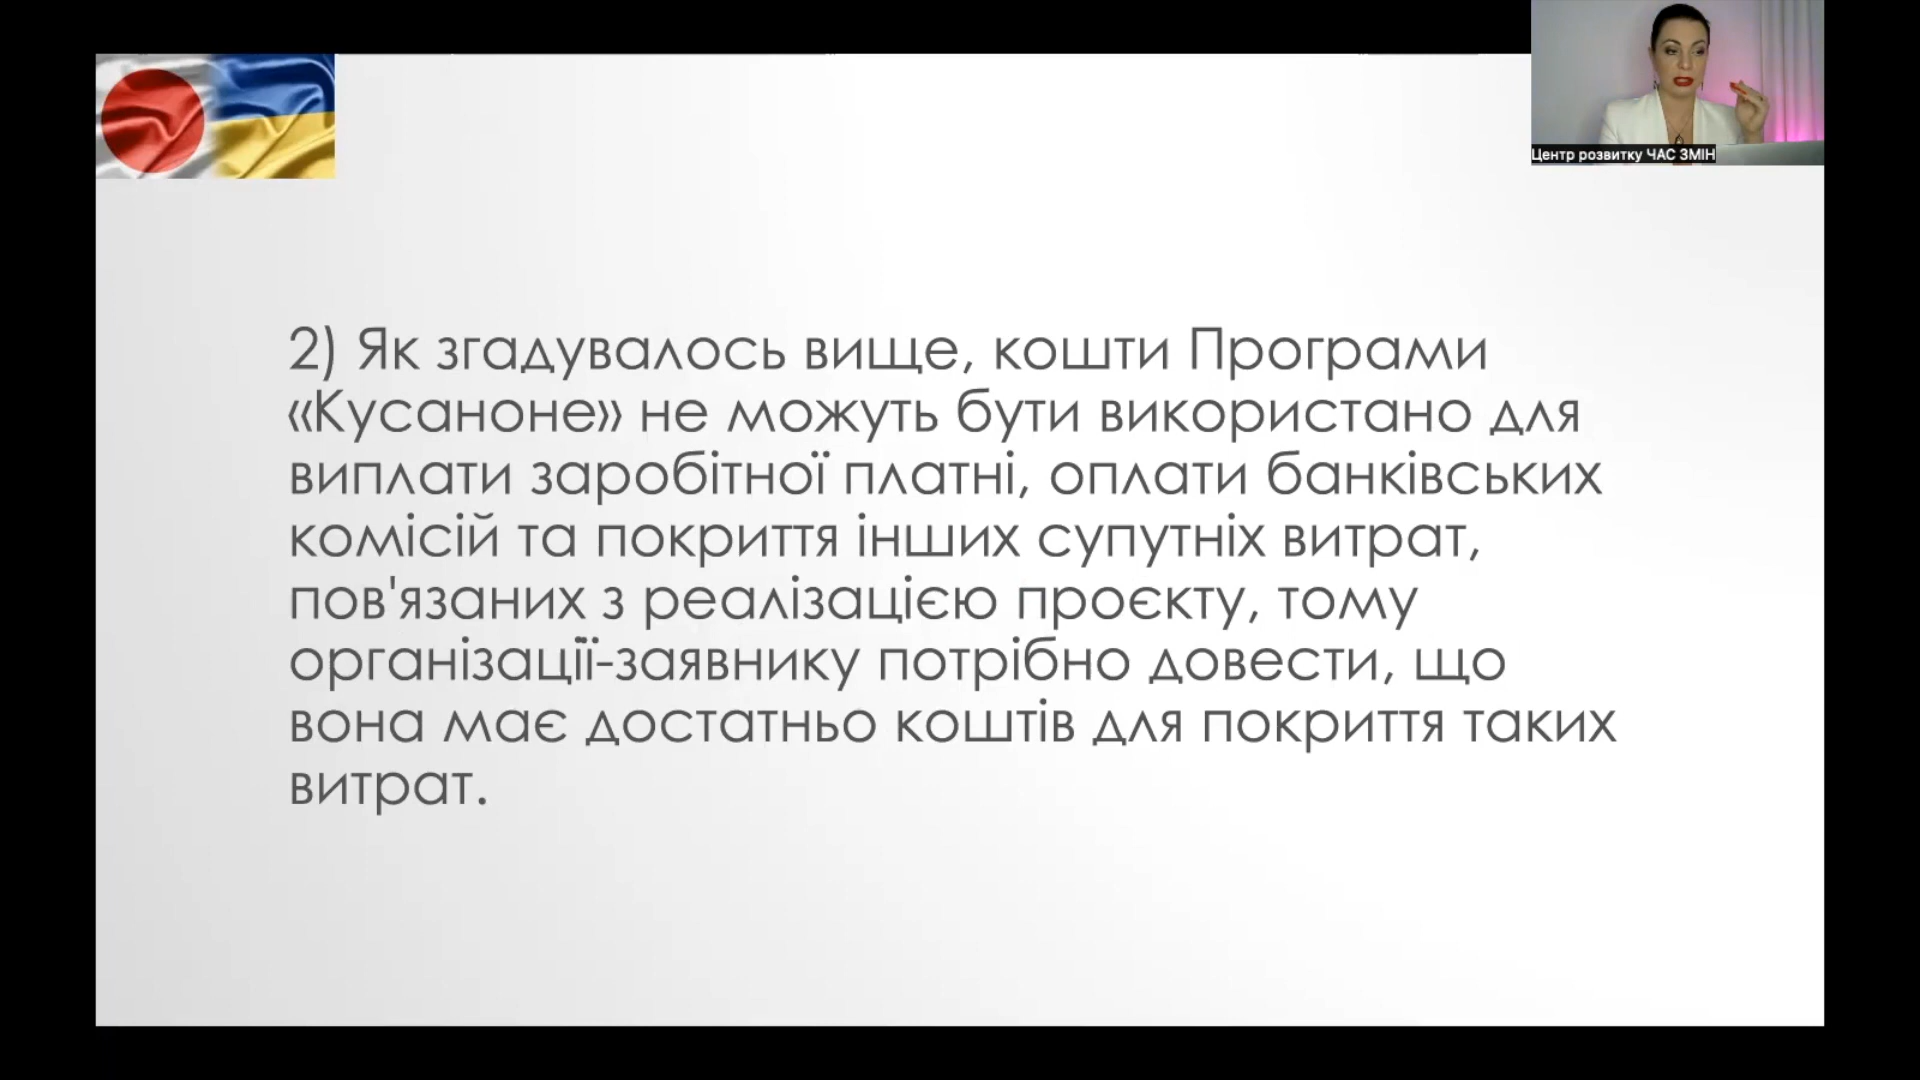 Центр розвитку ЧАС ЗМІН
2) Як згадувалось вище, кошти Програми
«Кусаноне» не можуть бути використано для
виплати заробітної платні, оплати банківських
комісій та покриття інших супутніх витрат,
пов'язаних з реалізацією проєкту, тому
організації-заявнику потрібно довести, що
вона має достатньо коштів для покриття таких
витрат.